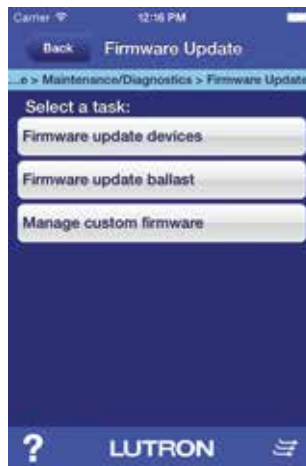 Carrier 12:16 PM
Back Firmware Update
...e > Maintenance/Diagnostics > Firmware Update
Select a task:
Firmware update devices
Firmware update ballast
Manage custom firmware
? LUTRON